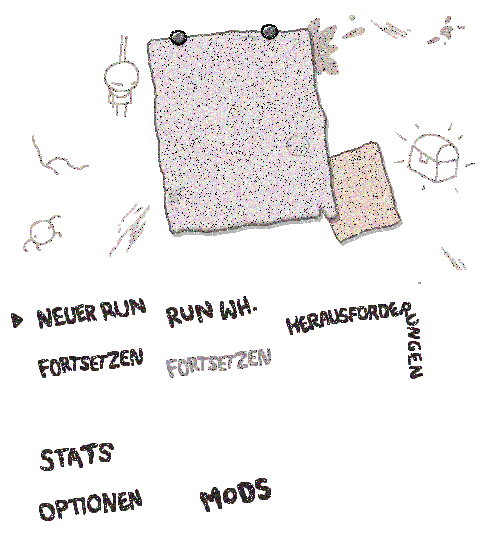 NEUER RUN RUN WH. HERAUSFORDERUNGEN
FORTSETZEN FORTSETZEN
STATS
OPTIONEN MODS